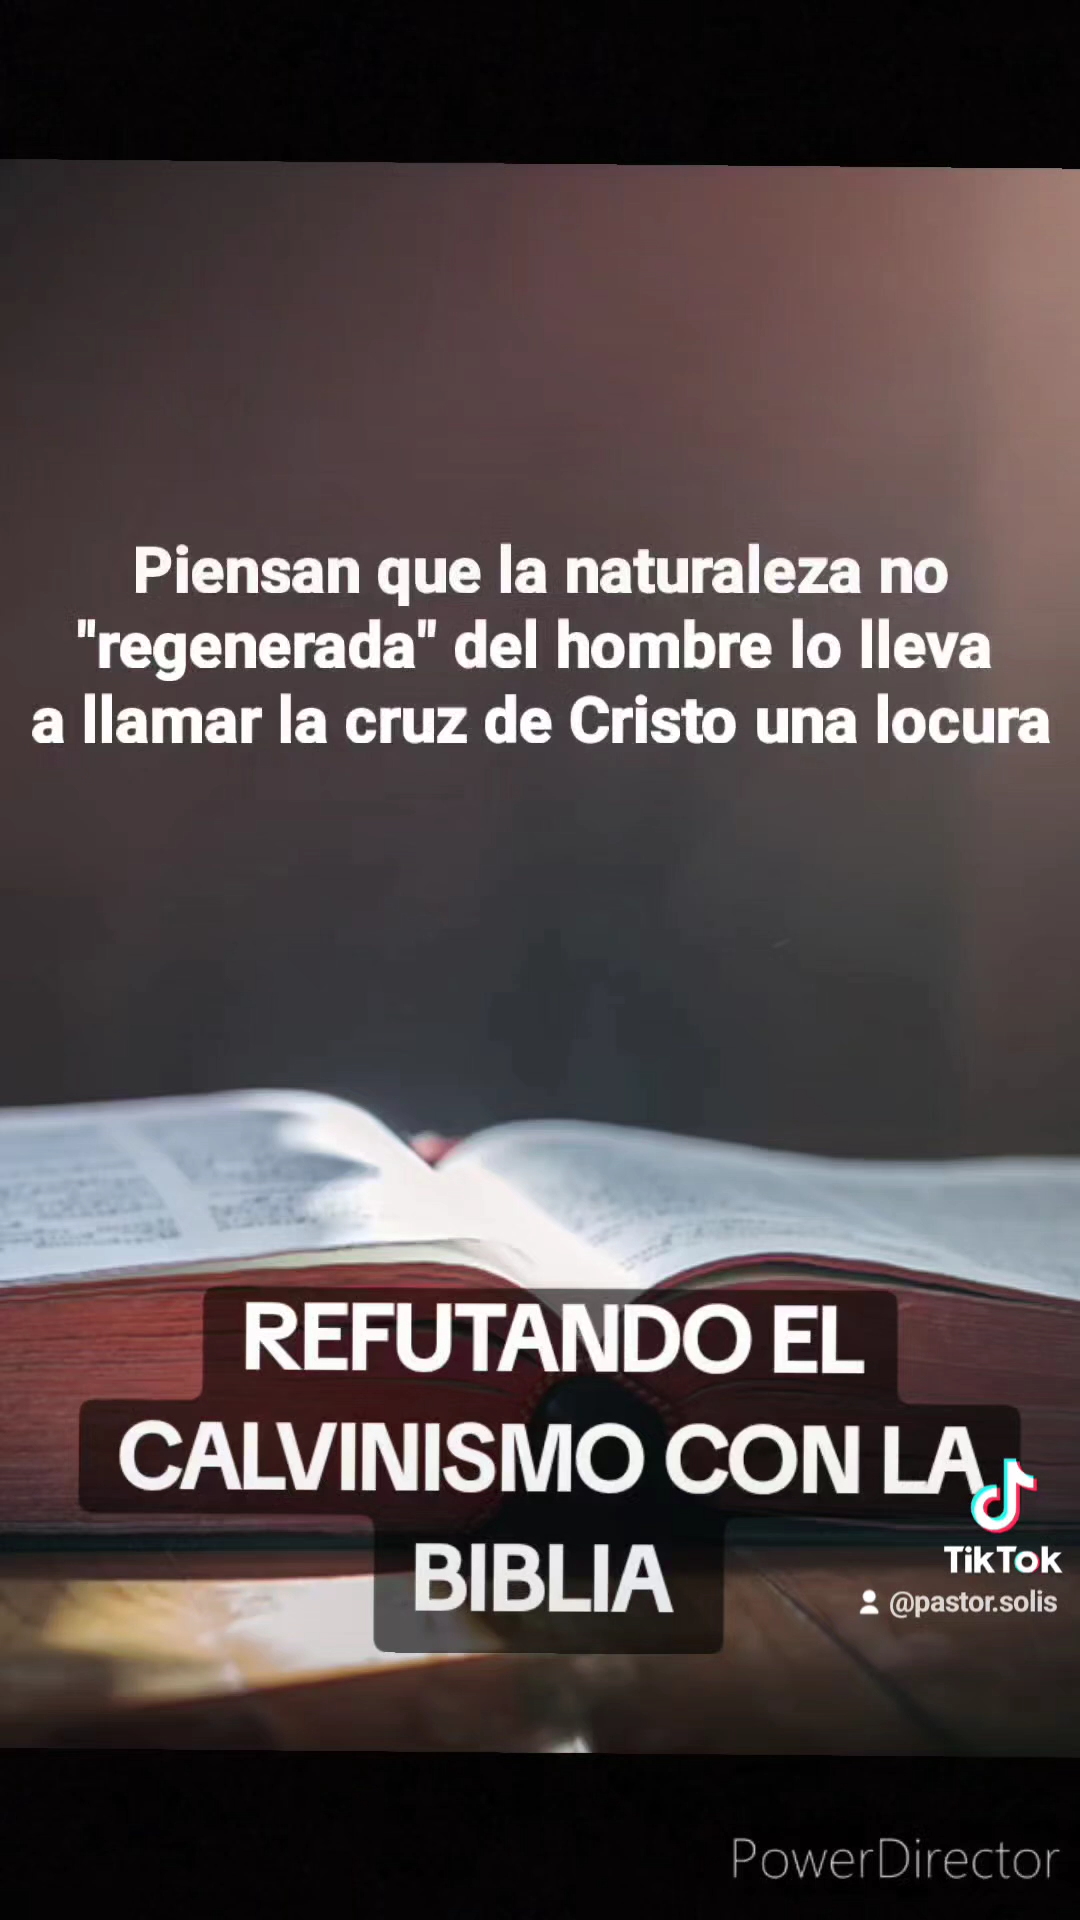 Piensan que la naturaleza no
"regenerada" del hombre lo lleva
a llamar la cruz de Cristo una locura
REFUTANDO EL
CALVINISMO CON LA
BIBLIA
TikTok
@pastor.solis
PowerDirector